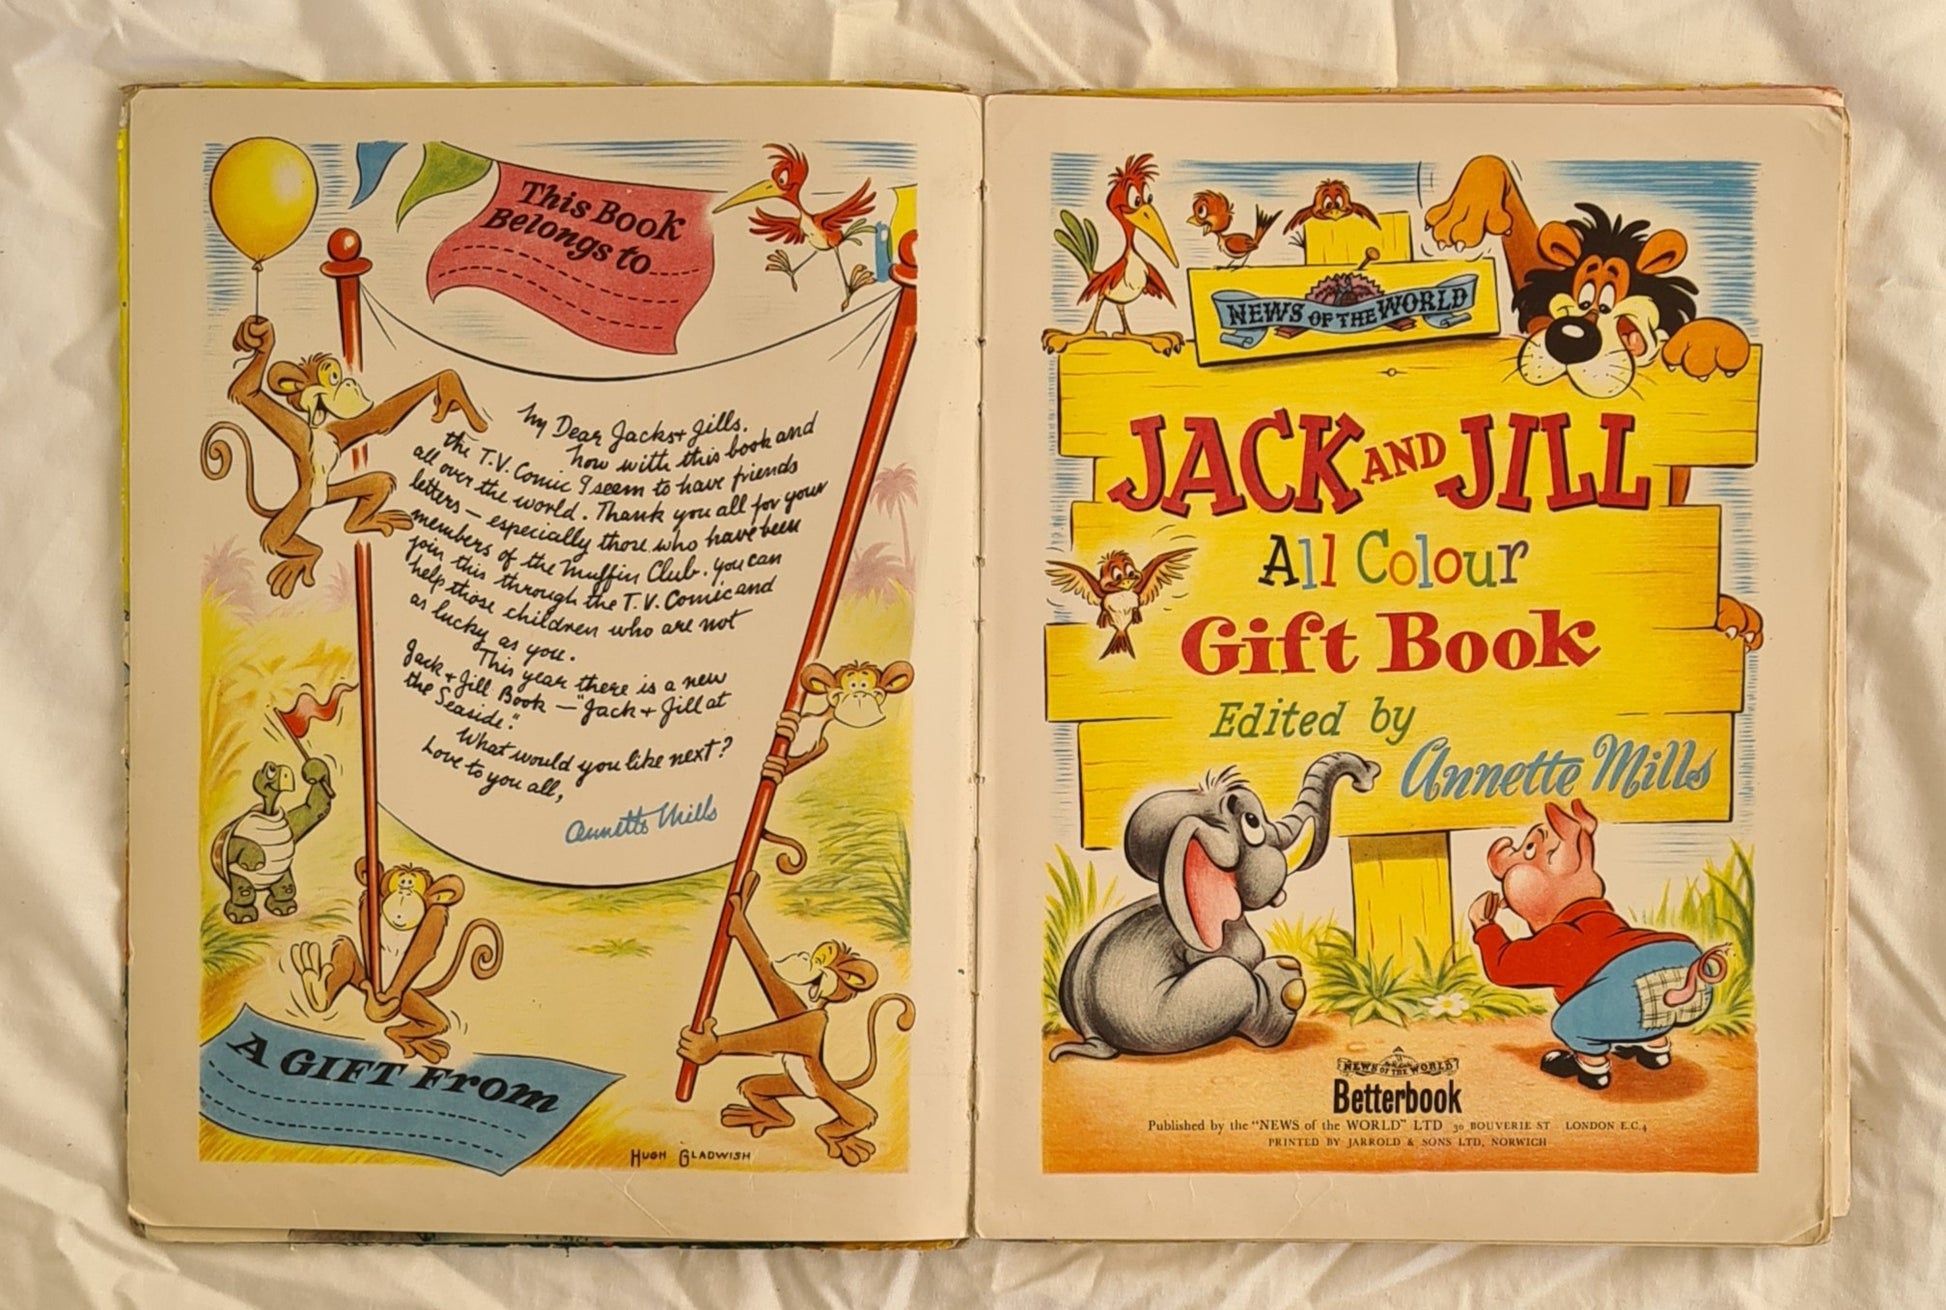 This Book
Belongs to
My Dear Jacks + Jills.
how with this book and
the T.V. Comic I seem to have friends
all over the world. Thank you all for your
letters — especially those who have been
members of the Muffin Club. you can
join this through the T.V. Comic and
help those children who are not
as lucky as you.
This year there is a new
Jack + Jill Book — "Jack + Jill at
the Seaside."
What would you like next?
Love to you all,
Annette Mills
A GIFT From
HUGH GLADWISH
NEWS OF THE WORLD
JACK AND JILL
All Colour
Gift Book
Edited by
Annette Mills
NEWS OF THE WORLD
Betterbook
Published by the "NEWS of the WORLD" LTD 30 BOUVERIE ST LONDON E.C.4
PRINTED BY JARROLD & SONS LTD, NORWICH